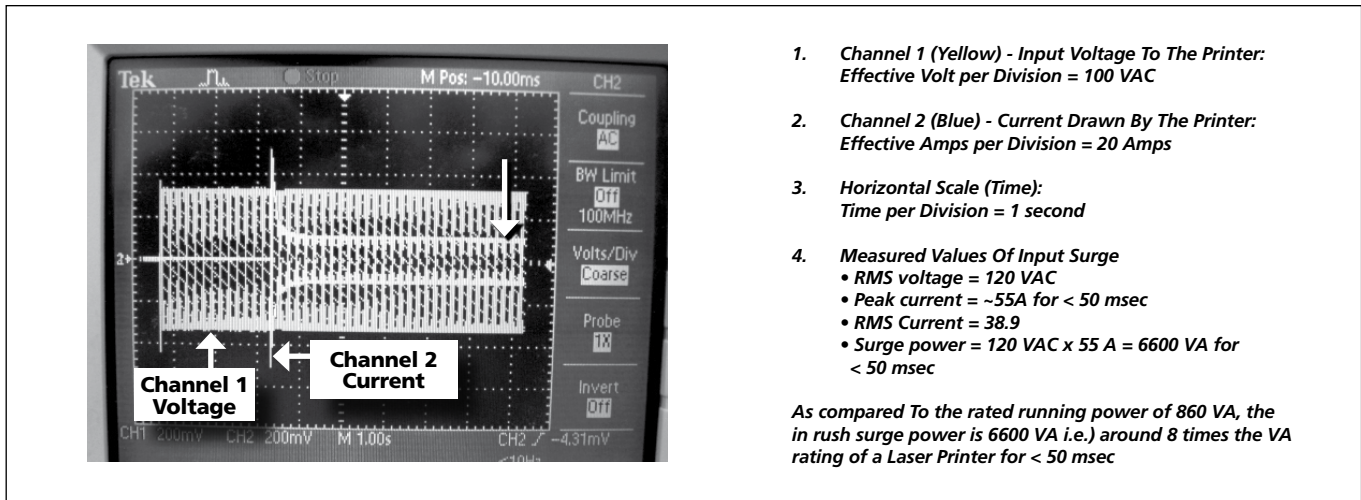 Tek
Stop
M Pos: -10.00ms
CH2
Coupling
AC
BW Limit
Off
100MHz
2+
Volts/Div
Coarse
Probe
1X
Invert
Off
Channel 1
Voltage
Channel 2
Current
CH1 200mV CH2 200mV M 1.00s CH2 -4.31mV
<10Hz
1. Channel 1 (Yellow) - Input Voltage To The Printer:
Effective Volt per Division = 100 VAC
2. Channel 2 (Blue) - Current Drawn By The Printer:
Effective Amps per Division = 20 Amps
3. Horizontal Scale (Time):
Time per Division = 1 second
4. Measured Values Of Input Surge
• RMS voltage = 120 VAC
• Peak current = ~55A for < 50 msec
• RMS Current = 38.9
• Surge power = 120 VAC x 55 A = 6600 VA for
< 50 msec
As compared To the rated running power of 860 VA, the
in rush surge power is 6600 VA i.e.) around 8 times the VA
rating of a Laser Printer for < 50 msec